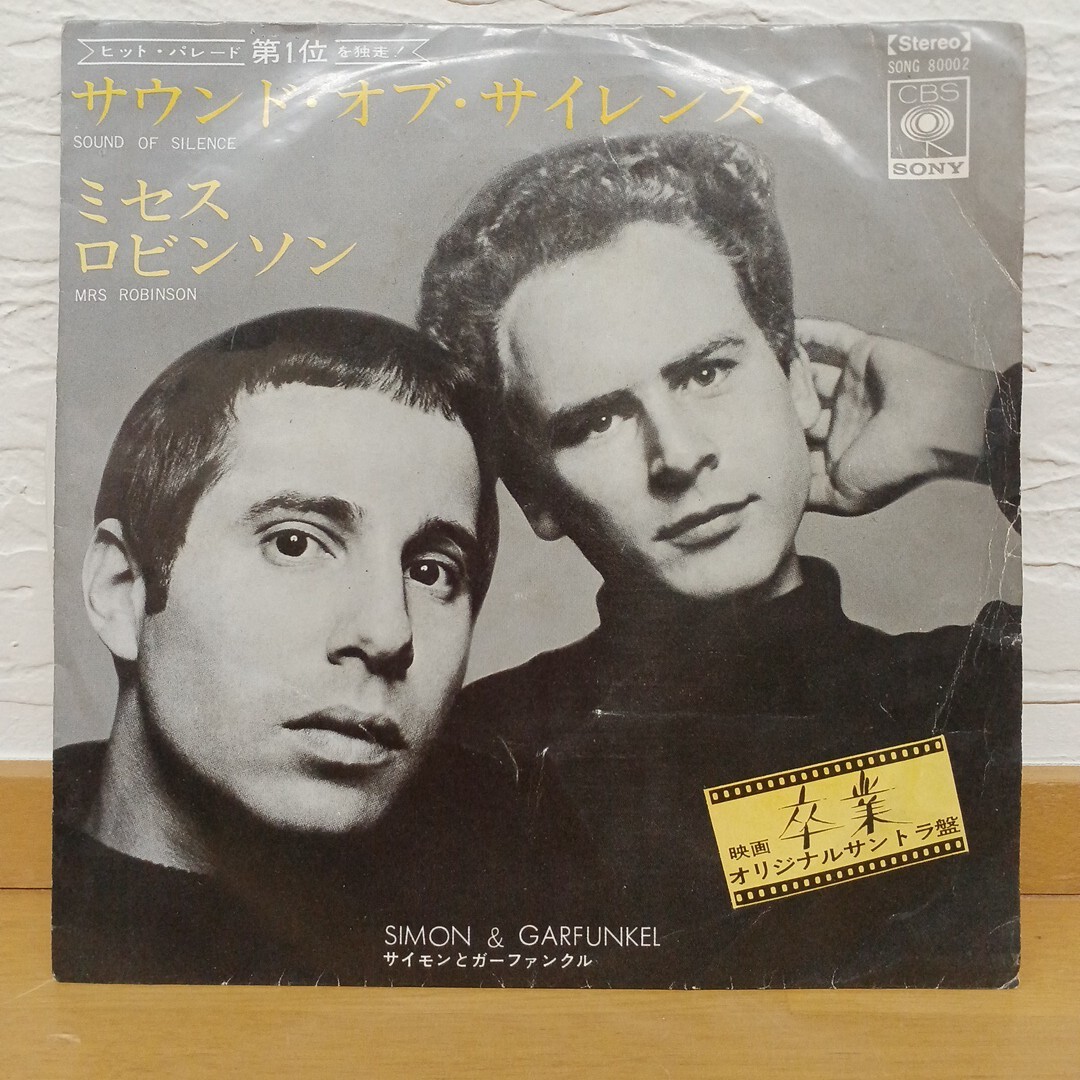 ヒット・パレード 第1位 を独走!
サウンド・オブ・サイレンス
SOUND OF SILENCE
ミセス
ロビンソン
MRS ROBINSON
【Stereo】
SONG 80002
CBS
SONY
映画 卒業
オリジナルサントラ盤
SIMON & GARFUNKEL
サイモンとガーファンクル